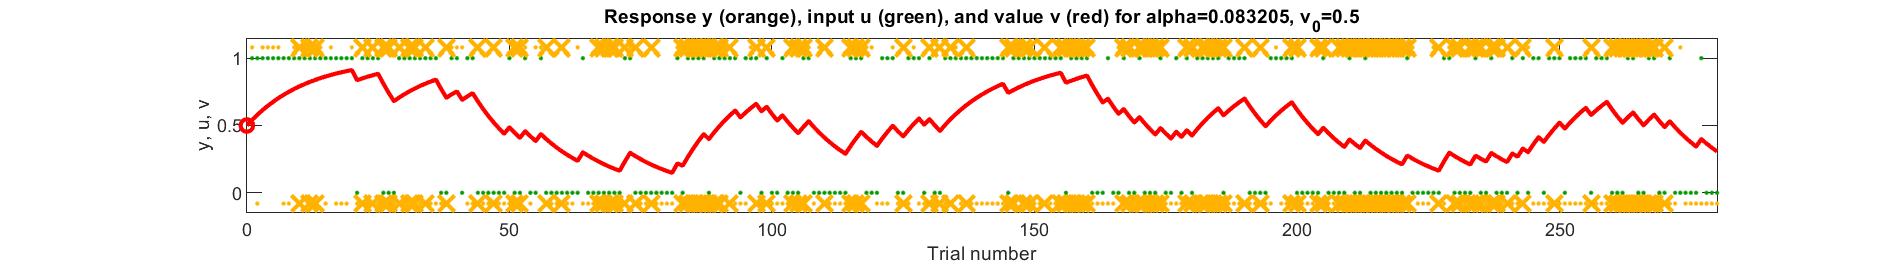 Response y (orange), input u (green), and value v (red) for alpha=0.083205, v0=0.5
1
0.5
0
y, u, v
0 50 100 150 200 250
Trial number